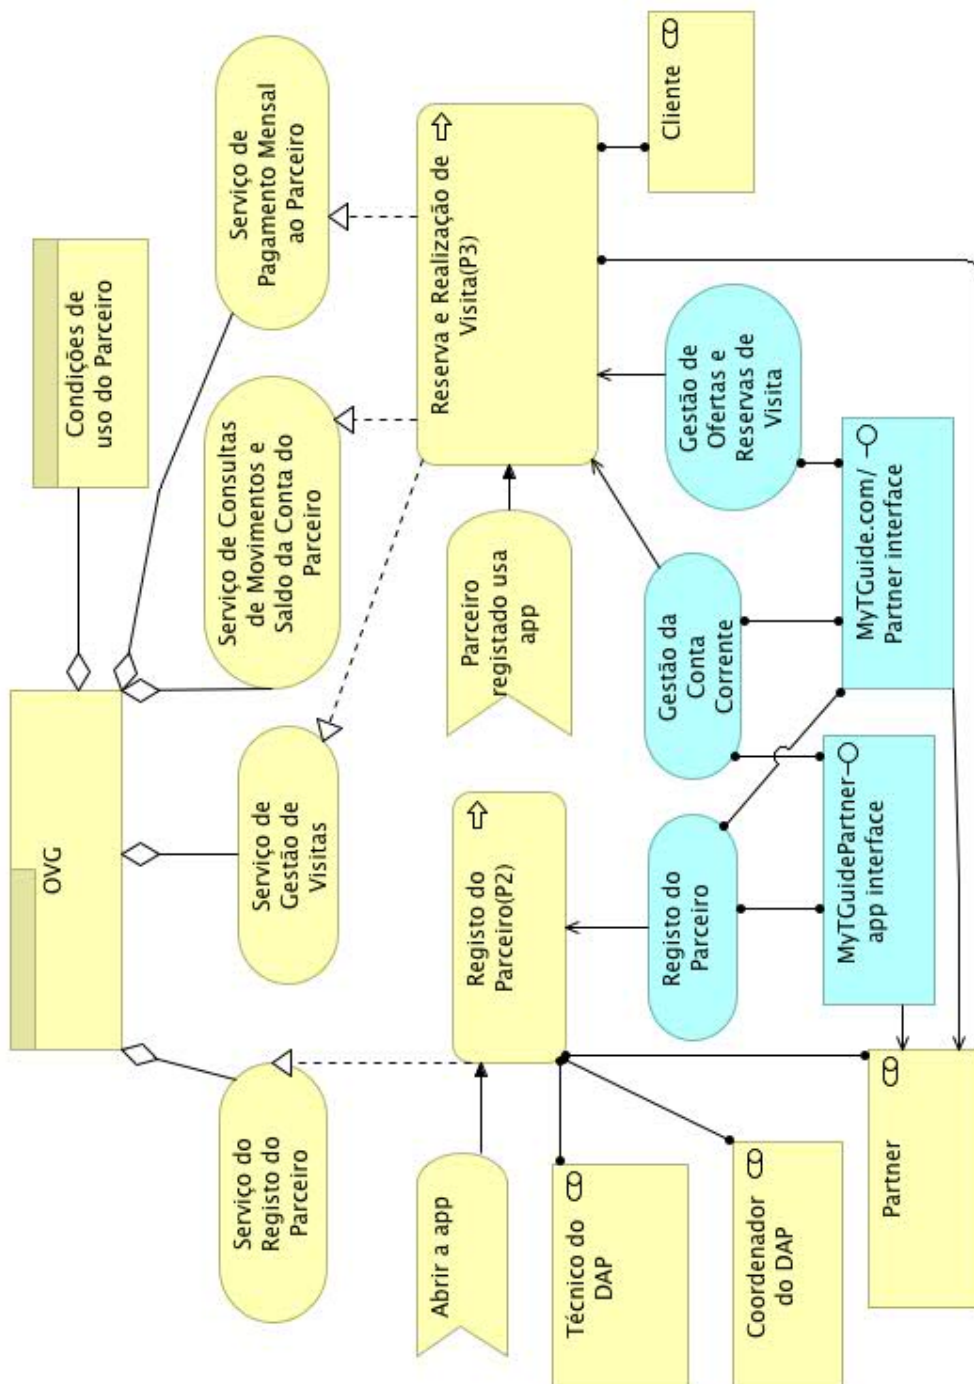 OVG
Condições de
uso do Parceiro
Serviço do
Registo do
Parceiro
Serviço de
Gestão de
Visitas
Serviço de Consultas
de Movimentos e
Saldo da Conta do
Parceiro
Serviço de
Pagamento Mensal
ao Parceiro
Abrir a app
Registo do
Parceiro(P2)
Parceiro
registado usa
app
Reserva e Realização de
Visita(P3)
Técnico do
DAP
Coordenador
do DAP
Registo do
Parceiro
Gestão da
Conta
Corrente
Gestão de
Ofertas e
Reservas de
Visita
Cliente
Partner
MyTGuidePartner
app interface
MyTGuide.com/
Partner interface